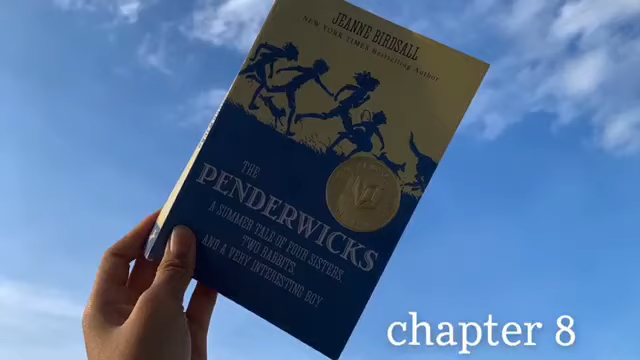 JEANNE BIRDSALL
NEW YORK TIMES Bestselling Author
THE
PENDERWICKS
A SUMMER TALE OF FOUR SISTERS,
TWO RABBITS,
AND A VERY INTERESTING BOY
chapter 8